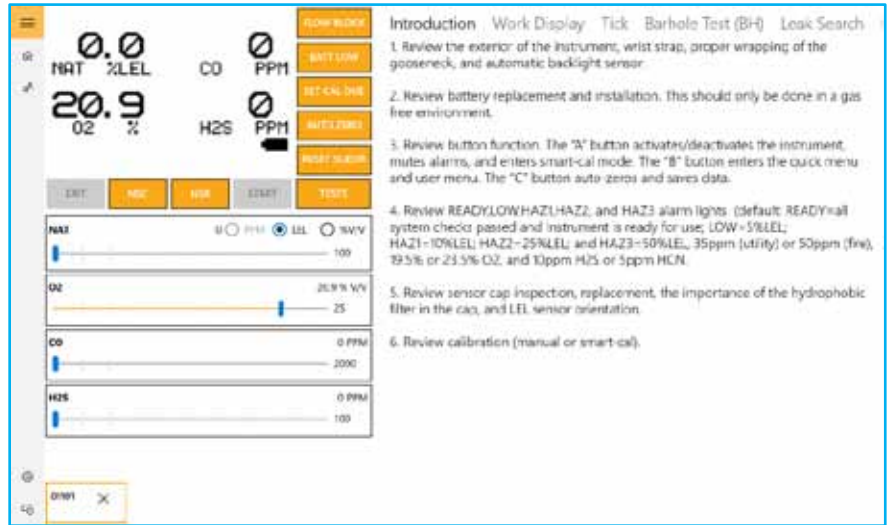 0.0
NAT %LEL
0
CO PPM
20.9
O2 %
0
H2S PPM
FLOW BLOCK
BATT LOW
SET CAL DUE
AUTO ZERO
EXIT
START
TESTS
NAT
0 PPM LEL %V/V
100
O2
20.9 % V/V
25
CO
0 PPM
2000
H2S
0 PPM
100
Introduction Work Display Tick Barhole Test (BH) Leak Search
1. Review the exterior of the instrument, wrist strap, proper wrapping of the
gooseneck, and automatic backlight sensor
2. Review battery replacement and installation. This should only be done in a gas
free environment.
3. Review button function. The "A" button activates/deactivates the instrument,
mutes alarms, and enters smart-cal mode. The "B" button enters the quick menu
and user menu. The "C" button auto-zeros and saves data.
4. Review READY,LOW,HAZ1,HAZ2, and HAZ3 alarm lights (default: READY=all
system checks passed and instrument is ready for use; LOW=5%LEL;
HAZ1=10%LEL; HAZ2=25%LEL; and HAZ3=50%LEL, 35ppm (utility) or 50ppm (fire),
19.5% or 23.5% O2, and 10ppm H2S or 5ppm HCN.
5. Review sensor cap inspection, replacement, the importance of the hydrophobic
filter in the cap, and LEL sensor orientation.
6. Review calibration (manual or smart-cal).